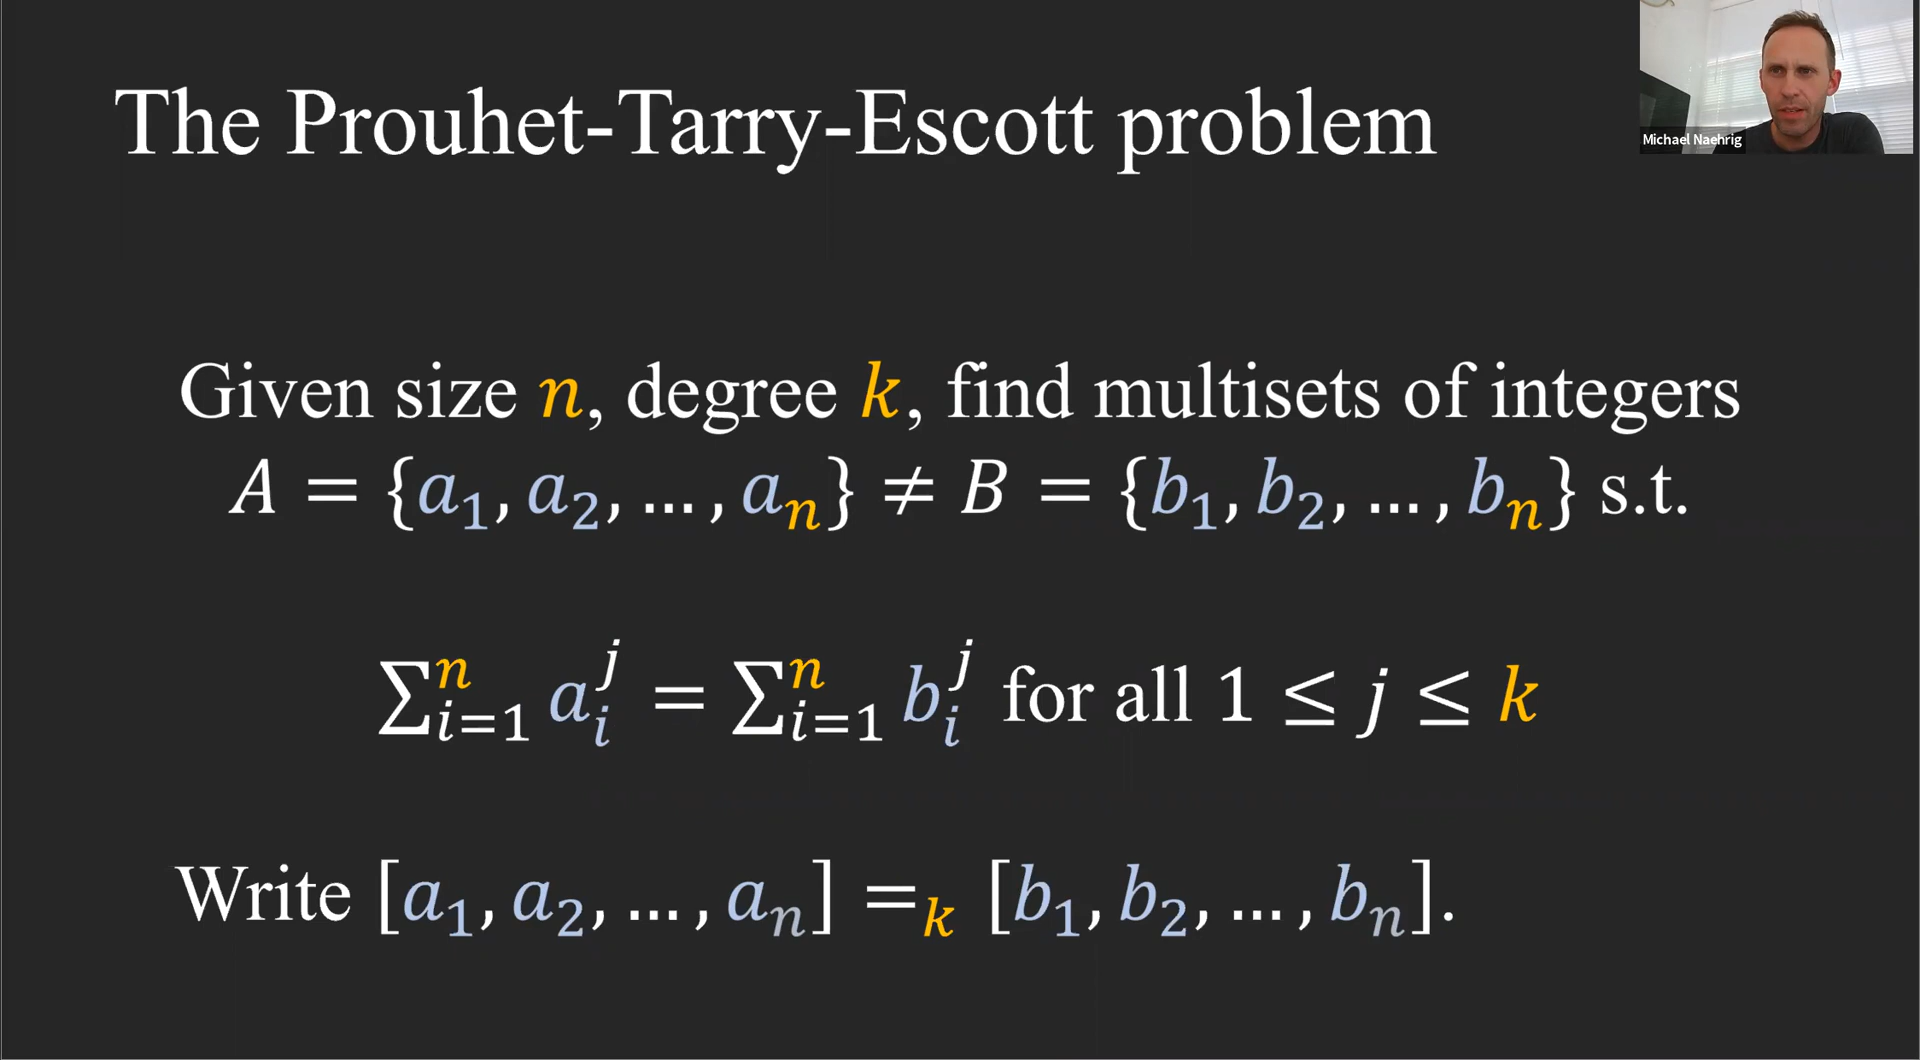 The Prouhet-Tarry-Escott problem
Michael Naehrig
Given size n, degree k, find multisets of integers
A = {a₁, a₂, …, aₙ} ≠ B = {b₁, b₂, …, bₙ} s.t.
∑ⁿᵢ₌₁ aᵢʲ = ∑ⁿᵢ₌₁ bᵢʲ for all 1 ≤ j ≤ k
Write [a₁, a₂, …, aₙ] =ₖ [b₁, b₂, …, bₙ].